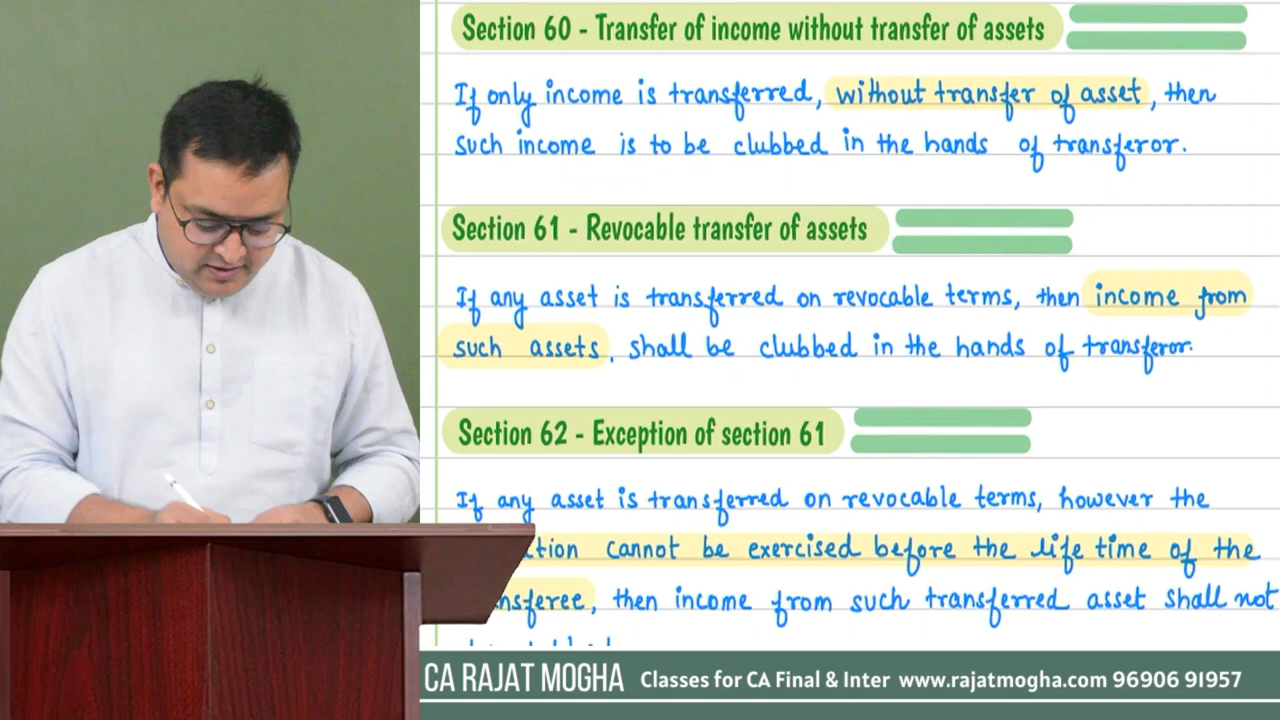 Section 60 - Transfer of income without transfer of assets
If only income is transferred, without transfer of asset, then
such income is to be clubbed in the hands of transferor.
Section 61 - Revocable transfer of assets
If any asset is transferred on revocable terms, then income from
such assets, shall be clubbed in the hands of transferor.
Section 62 - Exception of section 61
If any asset is transferred on revocable terms, however the
cannot be exercised before the life time of the
then income from such transferred asset shall not
CA RAJAT MOGHA Classes for CA Final & Inter www.rajatmogha.com 96906 91957